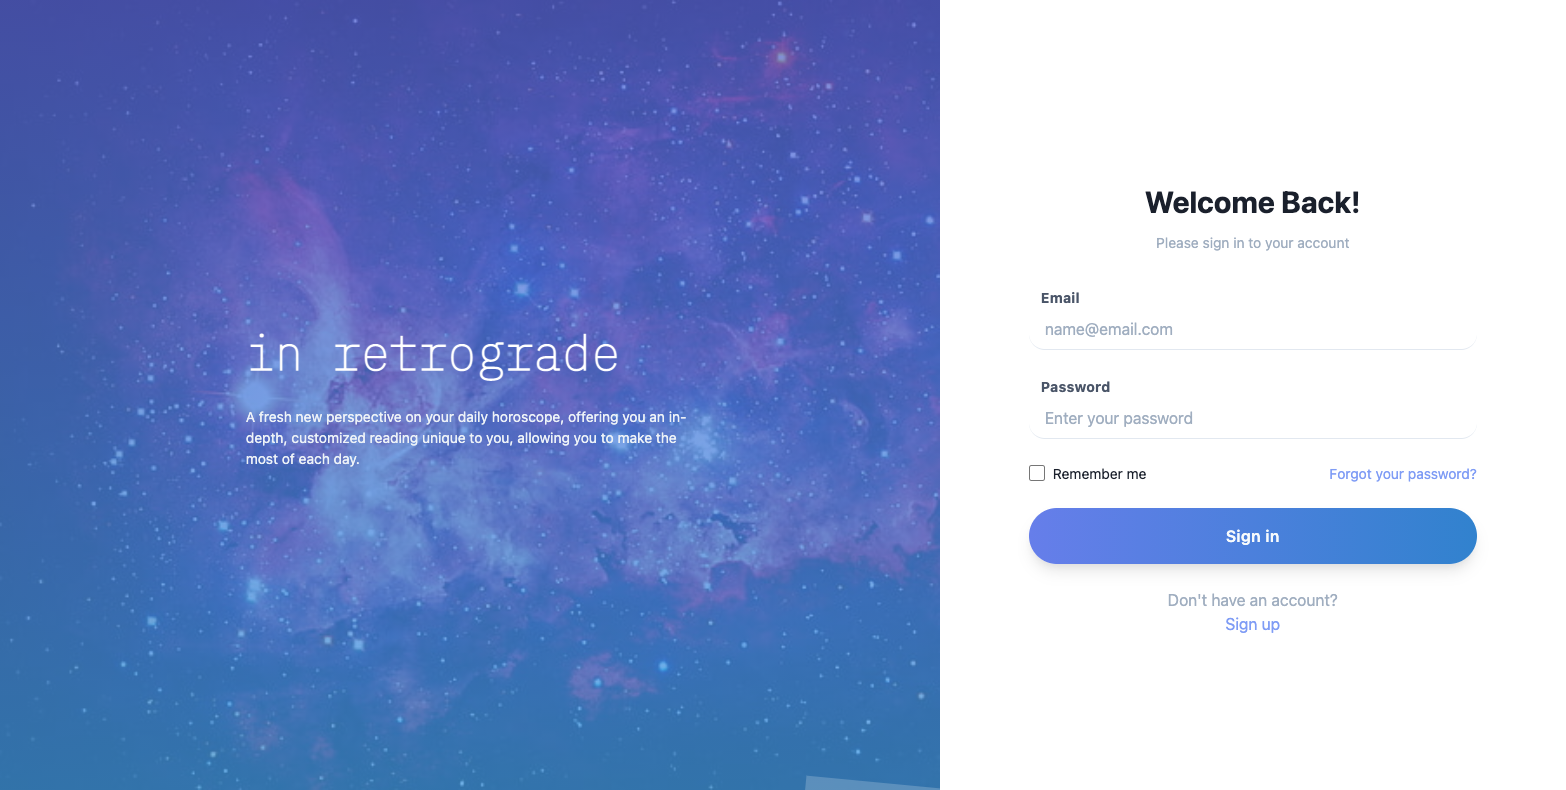 in retrograde
A fresh new perspective on your daily horoscope, offering you an in-
depth, customized reading unique to you, allowing you to make the
most of each day.
Welcome Back!
Please sign in to your account
Email
name@email.com
Password
Enter your password
Remember me
Forgot your password?
Sign in
Don't have an account?
Sign up